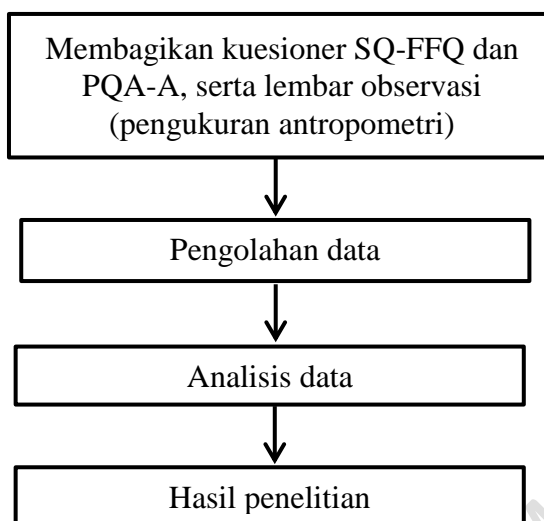 Membagikan kuesioner SQ-FFQ dan
PQA-A, serta lembar observasi
(pengukuran antropometri)
Pengolahan data
Analisis data
Hasil penelitian